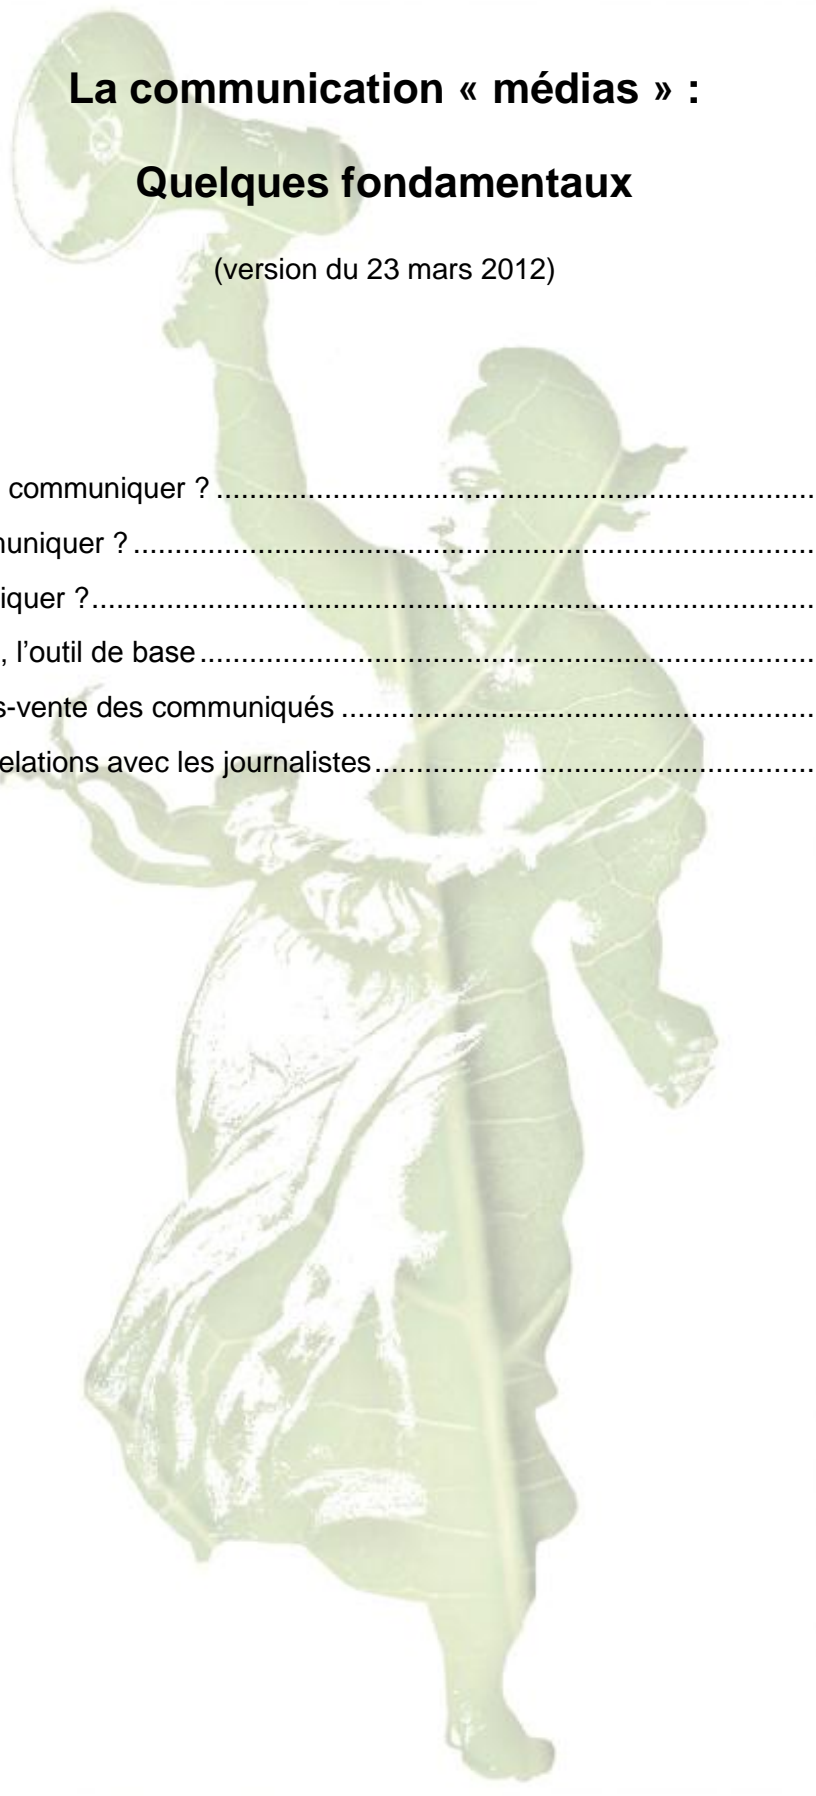 La communication « médias » :
Quelques fondamentaux
(version du 23 mars 2012)
communiquer ? ........................................................................
muniquer ? ..................................................................................
iquer ?........................................................................................
, l’outil de base ...........................................................................
s-vente des communiqués .........................................................
elations avec les journalistes .....................................................